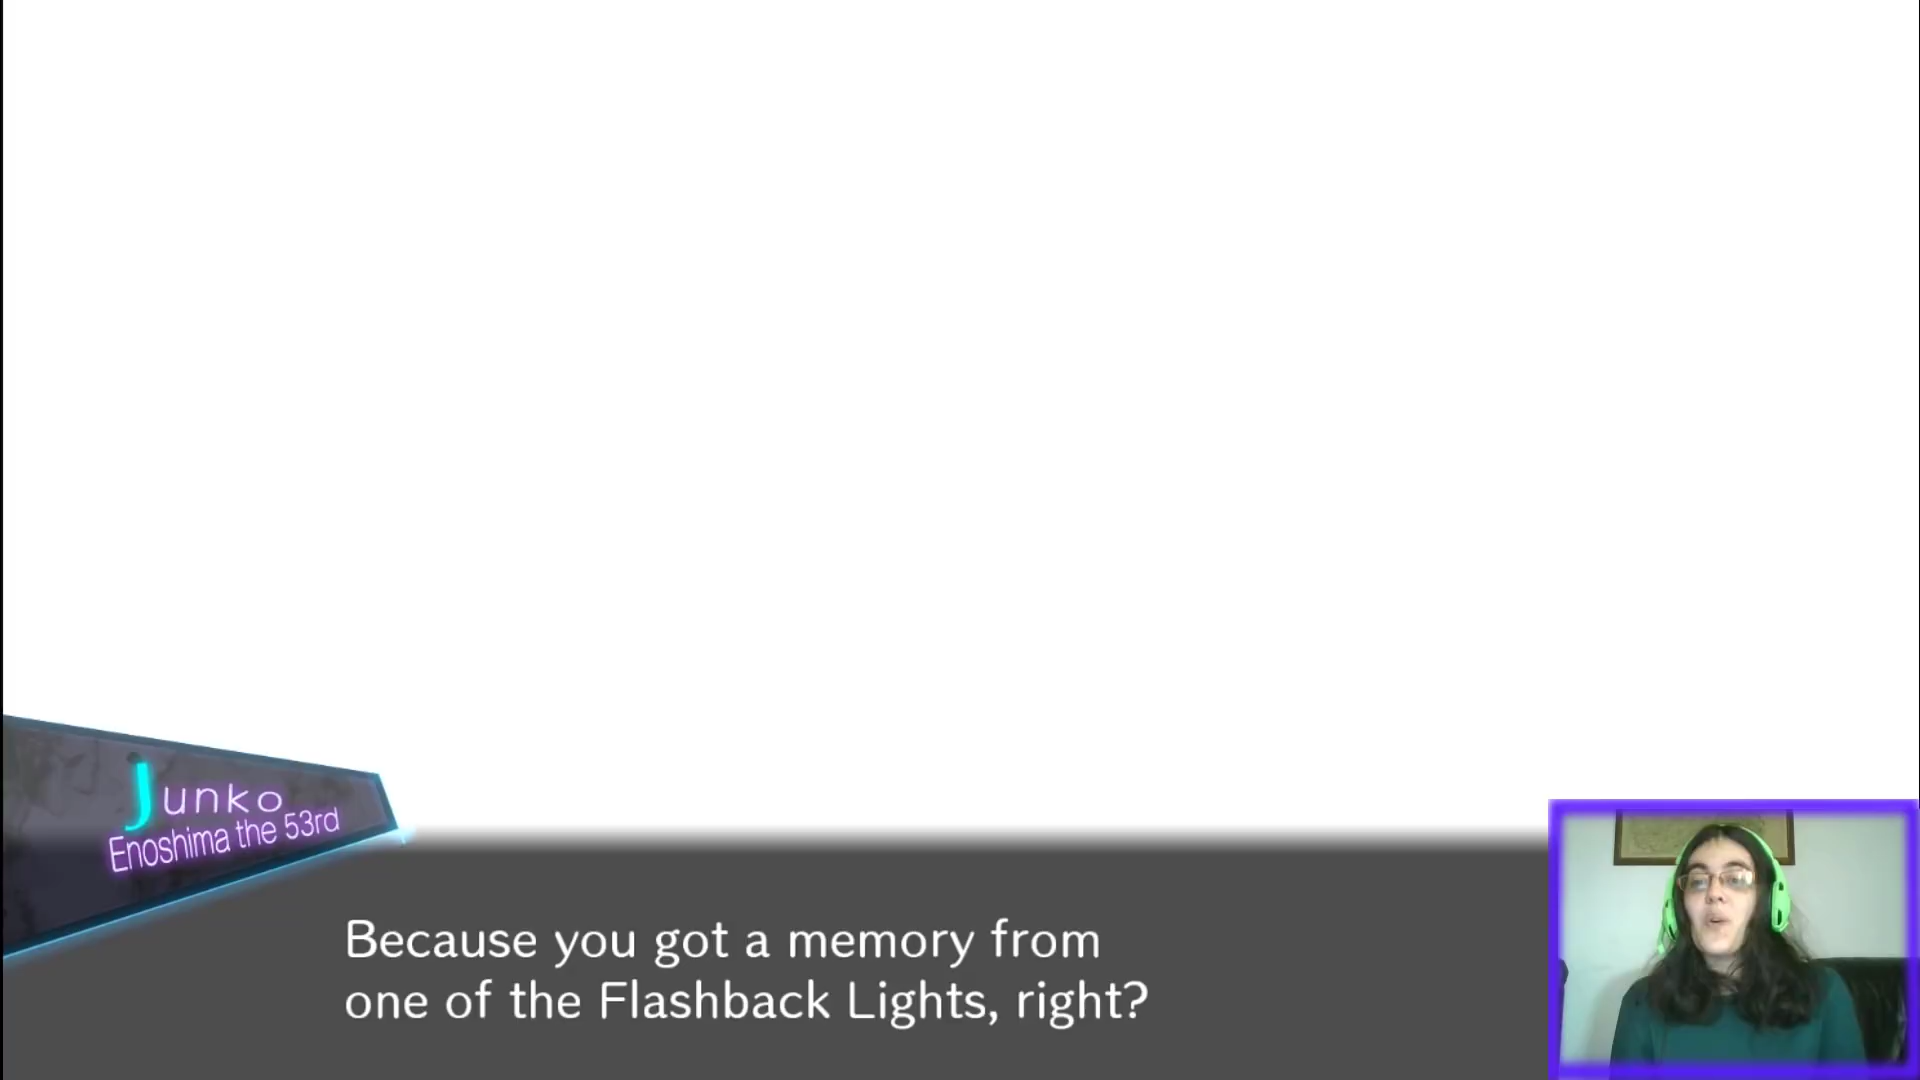 Junko
Enoshima the 53rd
Because you got a memory from
one of the Flashback Lights, right?